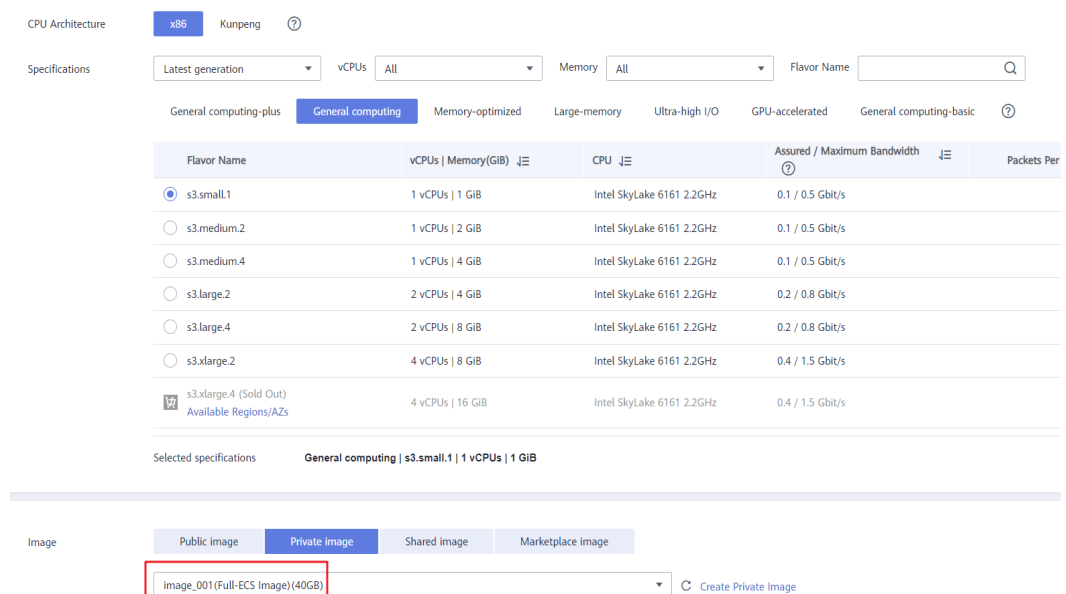 CPU Architecture x86 Kunpeng ?
Specifications Latest generation vCPUs All Memory All Flavor Name
General computing-plus General computing Memory-optimized Large-memory Ultra-high I/O GPU-accelerated General computing-basic ?
Flavor Name vCPUs | Memory(GiB) CPU Assured / Maximum Bandwidth ? Packets Per
s3.small.1 1 vCPUs | 1 GiB Intel SkyLake 6161 2.2GHz 0.1 / 0.5 Gbit/s
s3.medium.2 1 vCPUs | 2 GiB Intel SkyLake 6161 2.2GHz 0.1 / 0.5 Gbit/s
s3.medium.4 1 vCPUs | 4 GiB Intel SkyLake 6161 2.2GHz 0.1 / 0.5 Gbit/s
s3.large.2 2 vCPUs | 4 GiB Intel SkyLake 6161 2.2GHz 0.2 / 0.8 Gbit/s
s3.large.4 2 vCPUs | 8 GiB Intel SkyLake 6161 2.2GHz 0.2 / 0.8 Gbit/s
s3.xlarge.2 4 vCPUs | 8 GiB Intel SkyLake 6161 2.2GHz 0.4 / 1.5 Gbit/s
s3.xlarge.4 (Sold Out) 4 vCPUs | 16 GiB Intel SkyLake 6161 2.2GHz 0.4 / 1.5 Gbit/s
Available Regions/AZs
Selected specifications General computing | s3.small.1 | 1 vCPUs | 1 GiB
Image Public image Private image Shared image Marketplace image
image_001(Full-ECS Image)(40GB) Create Private Image